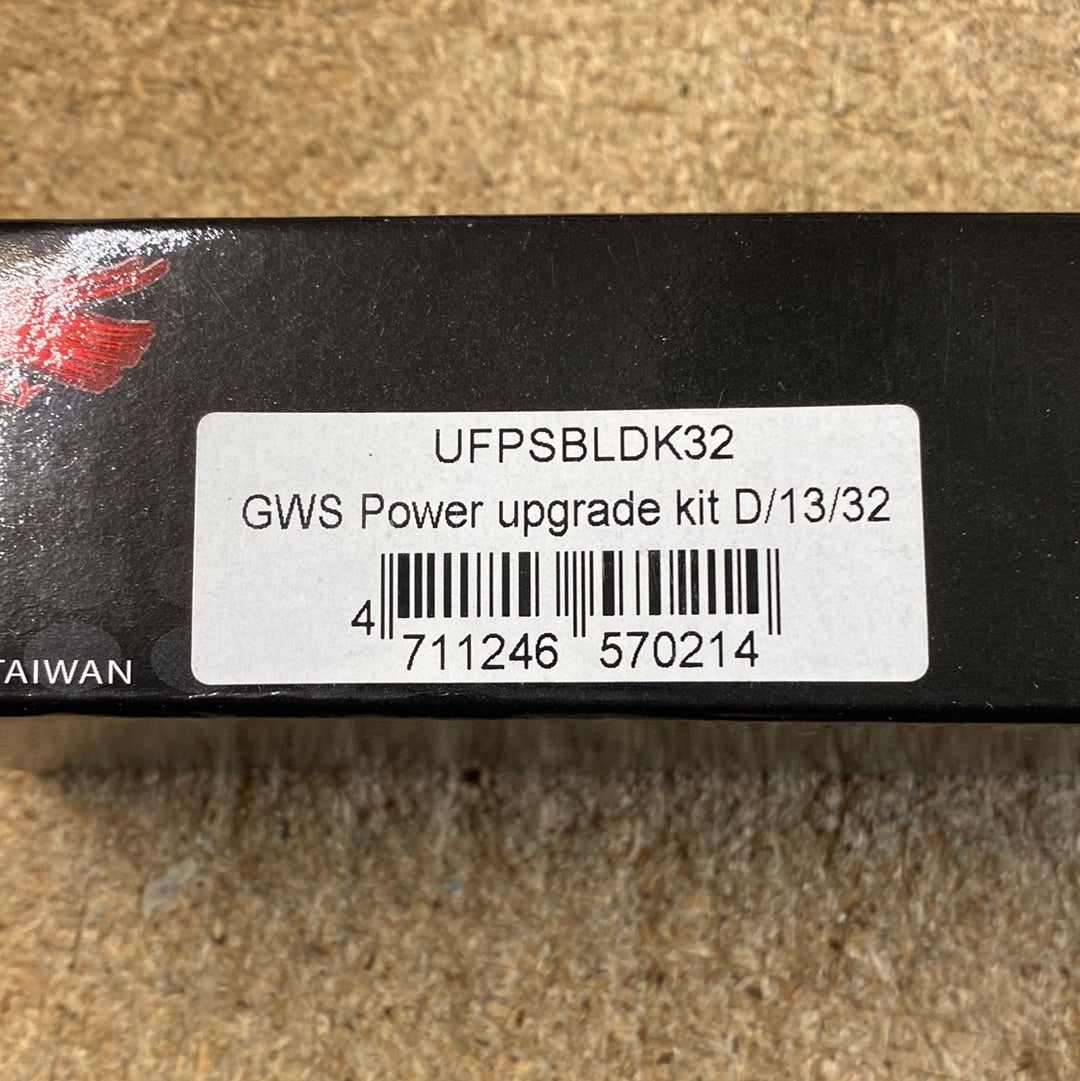 UFPSBLDK32
GWS Power upgrade kit D/13/32
4 711246 570214
TAIWAN